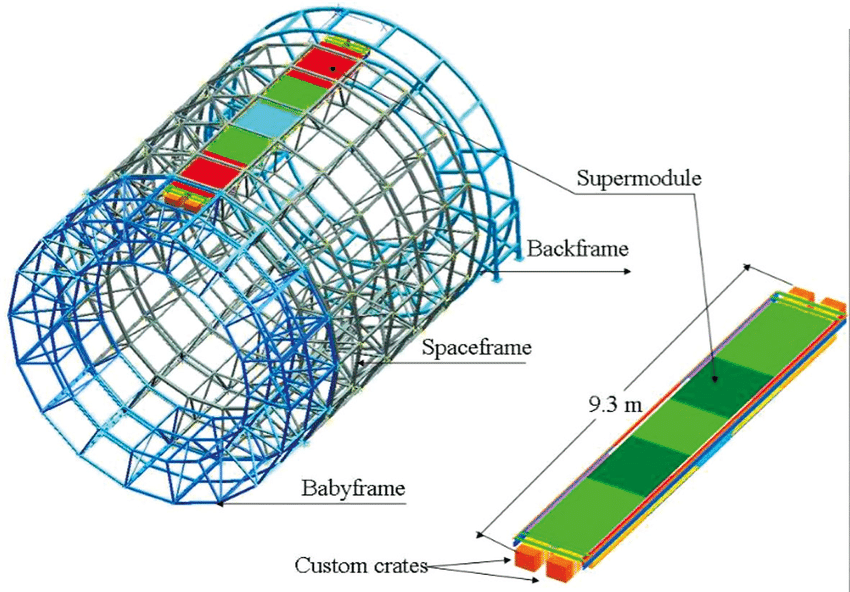 Supermodule
Backframe
Spaceframe
9.3 m
Babyframe
Custom crates